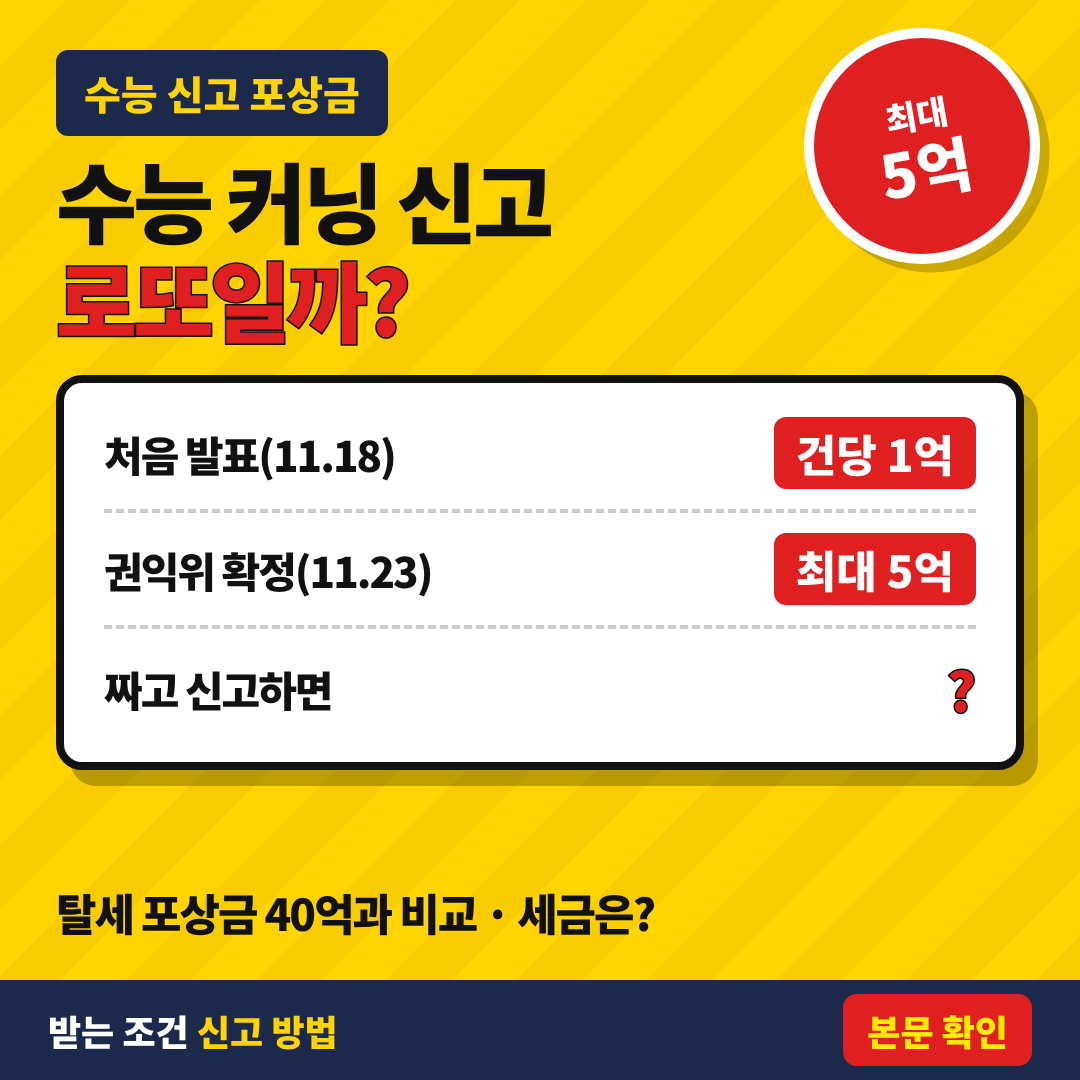 수능 신고 포상금
최대
5억
수능 커닝 신고
로또일까?
처음 발표(11.18)
건당 1억
권익위 확정(11.23)
최대 5억
짜고 신고하면
?
탈세 포상금 40억과 비교 · 세금은?
받는 조건 신고 방법
본문 확인